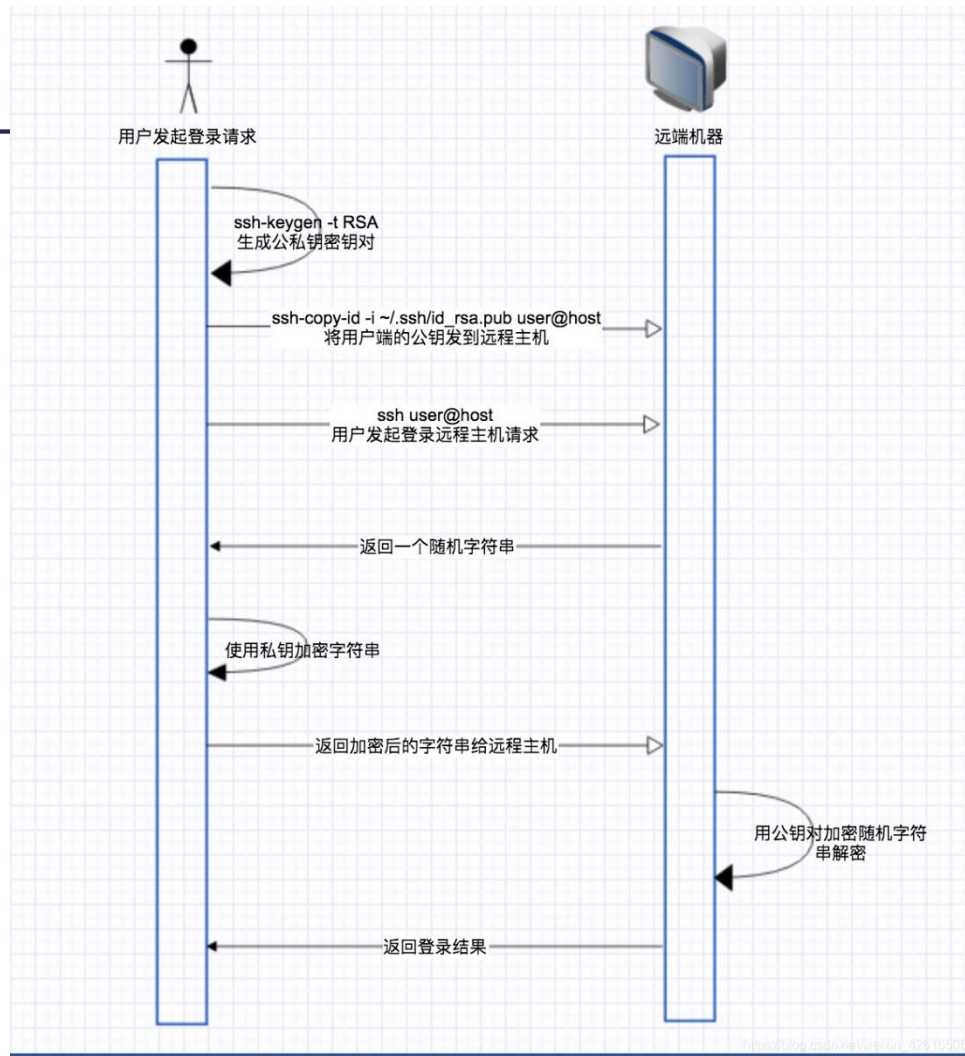 用户发起登录请求
远端机器
ssh-keygen -t RSA
生成公私钥密钥对
ssh-copy-id -i ~/.ssh/id_rsa.pub user@host
将用户端的公钥发到远程主机
ssh user@host
用户发起登录远程主机请求
返回一个随机字符串
使用私钥加密字符串
返回加密后的字符串给远程主机
用公钥对加密随机字符
串解密
返回登录结果